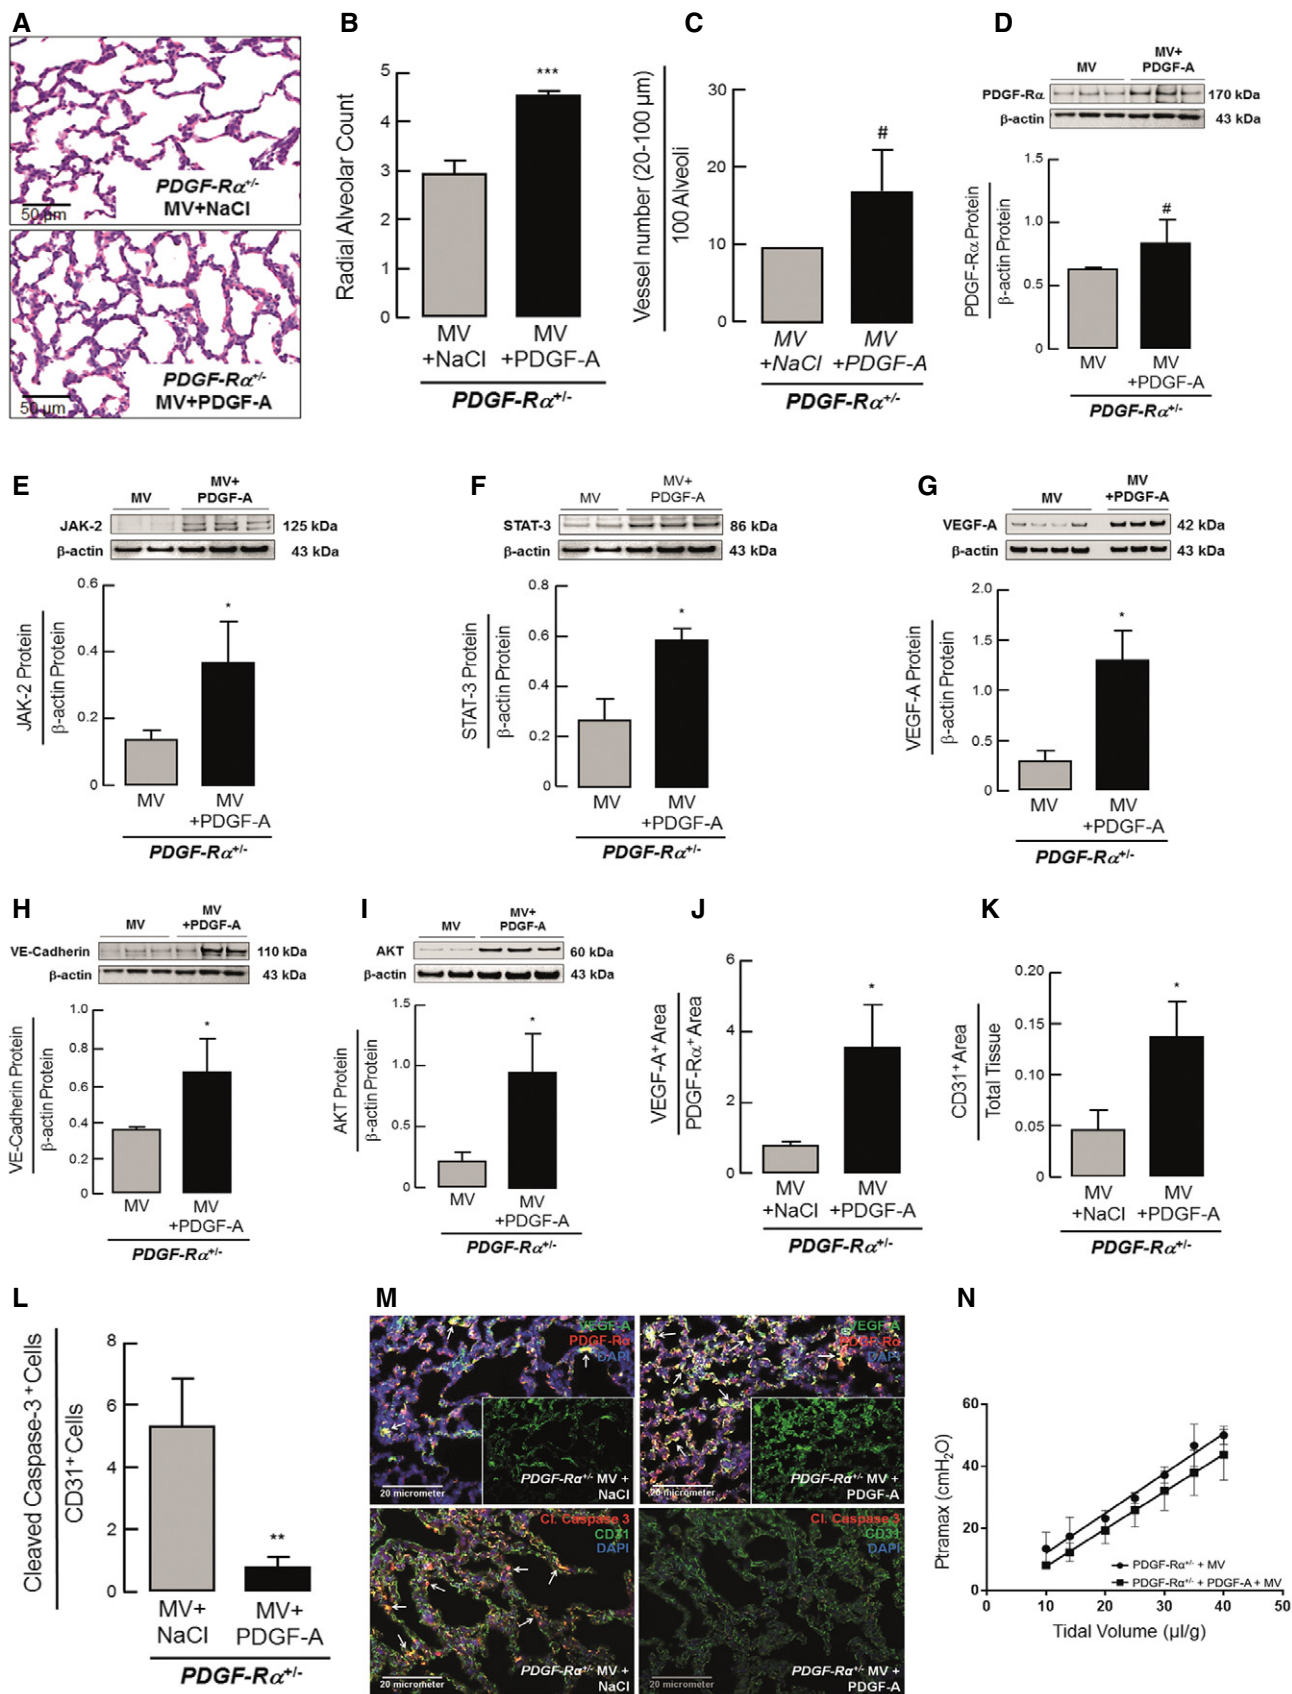 A
PDGF-Rα+/-
MV+NaCl
50 µm
PDGF-Rα+/-
MV+PDGF-A
50 µm
B
Radial Alveolar Count
5
4
3
2
1
0
***
MV
+NaCl
MV
+PDGF-A
PDGF-Rα+/-
C
Vessel number (20-100 µm)
100 Alveoli
30
20
10
0
#
MV
+NaCl
MV
+PDGF-A
PDGF-Rα+/-
D
MV
MV+
PDGF-A
PDGF-Rα
170 kDa
β-actin
43 kDa
PDGF-Rα Protein
β-actin Protein
1.5
1.0
0.5
0
#
MV
MV
+PDGF-A
PDGF-Rα+/-
E
MV
MV+
PDGF-A
JAK-2
125 kDa
β-actin
43 kDa
JAK-2 Protein
β-actin Protein
0.6
0.4
0.2
0
*
MV
MV
+PDGF-A
PDGF-Rα+/-
F
MV
MV+
PDGF-A
STAT-3
86 kDa
β-actin
43 kDa
STAT-3 Protein
β-actin Protein
0.8
0.6
0.4
0.2
0
*
MV
MV
+PDGF-A
PDGF-Rα+/-
G
MV
MV
+PDGF-A
VEGF-A
42 kDa
β-actin
43 kDa
VEGF-A Protein
β-actin Protein
2.0
1.5
1.0
0.5
0
*
MV
MV
+PDGF-A
PDGF-Rα+/-
H
MV
MV
+PDGF-A
VE-Cadherin
110 kDa
β-actin
43 kDa
VE-Cadherin Protein
β-actin Protein
1.0
0.8
0.6
0.4
0.2
0
*
MV
MV
+PDGF-A
PDGF-Rα+/-
I
MV
MV+
PDGF-A
AKT
60 kDa
β-actin
43 kDa
AKT Protein
β-actin Protein
1.5
1.0
0.5
0
*
MV
MV
+PDGF-A
PDGF-Rα+/-
J
VEGF-A+ Area
PDGF-Rα+ Area
6
4
2
0
*
MV
+NaCl
MV
+PDGF-A
PDGF-Rα+/-
K
CD31+ Area
Total Tissue
0.20
0.15
0.10
0.05
0
*
MV
+NaCl
MV
+PDGF-A
PDGF-Rα+/-
L
Cleaved Caspase-3+ Cells
CD31+ Cells
8
6
4
2
0
**
MV+
NaCl
MV+
PDGF-A
PDGF-Rα+/-
M
VEGF-A
PDGF-Rα
DAPI
20 micrometer
PDGF-Rα+/- MV +
NaCl
VEGF-A
PDGF-Rα
DAPI
20 micrometer
PDGF-Rα+/- MV +
PDGF-A
Cl. Caspase 3
CD31
DAPI
20 micrometer
PDGF-Rα+/- MV +
NaCl
Cl. Caspase 3
CD31
DAPI
20 micrometer
PDGF-Rα+/- MV +
PDGF-A
N
Ptramax (cmH2O)
60
40
20
0
PDGF-Rα+/- + MV
PDGF-Rα+/- + PDGF-A + MV
0 10 20 30 40 50
Tidal Volume (µl/g)